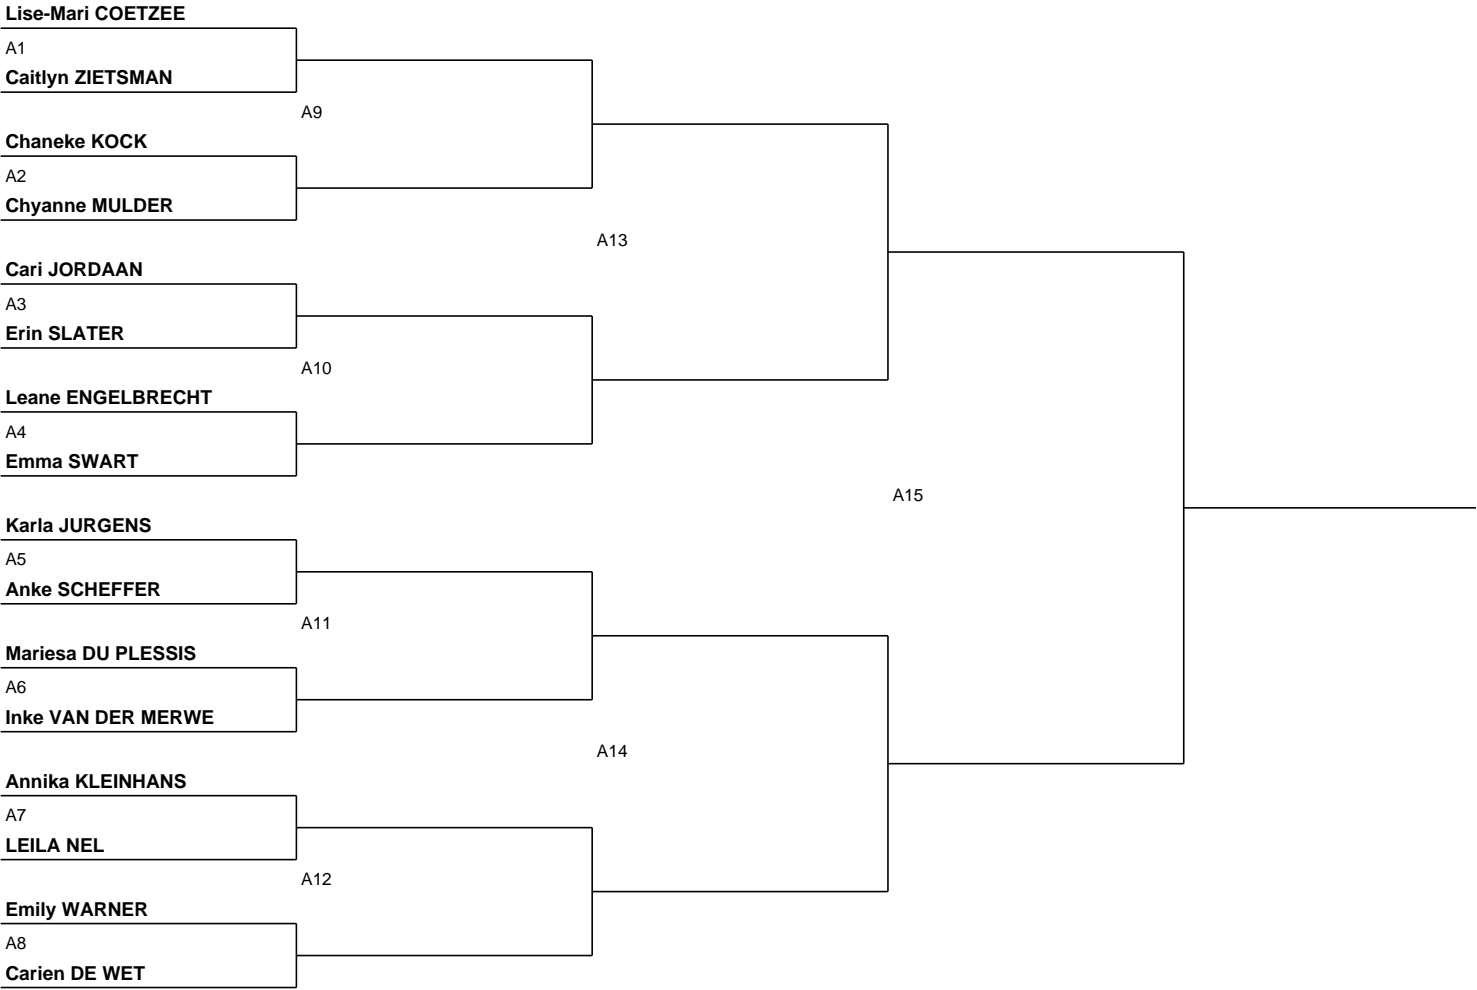 Lise-Mari COETZEE
A1
Caitlyn ZIETSMAN
A9
Chaneke KOCK
A2
Chyanne MULDER
A13
Cari JORDAAN
A3
Erin SLATER
A10
Leane ENGELBRECHT
A4
Emma SWART
A15
Karla JURGENS
A5
Anke SCHEFFER
A11
Mariesa DU PLESSIS
A6
Inke VAN DER MERWE
A14
Annika KLEINHANS
A7
LEILA NEL
A12
Emily WARNER
A8
Carien DE WET